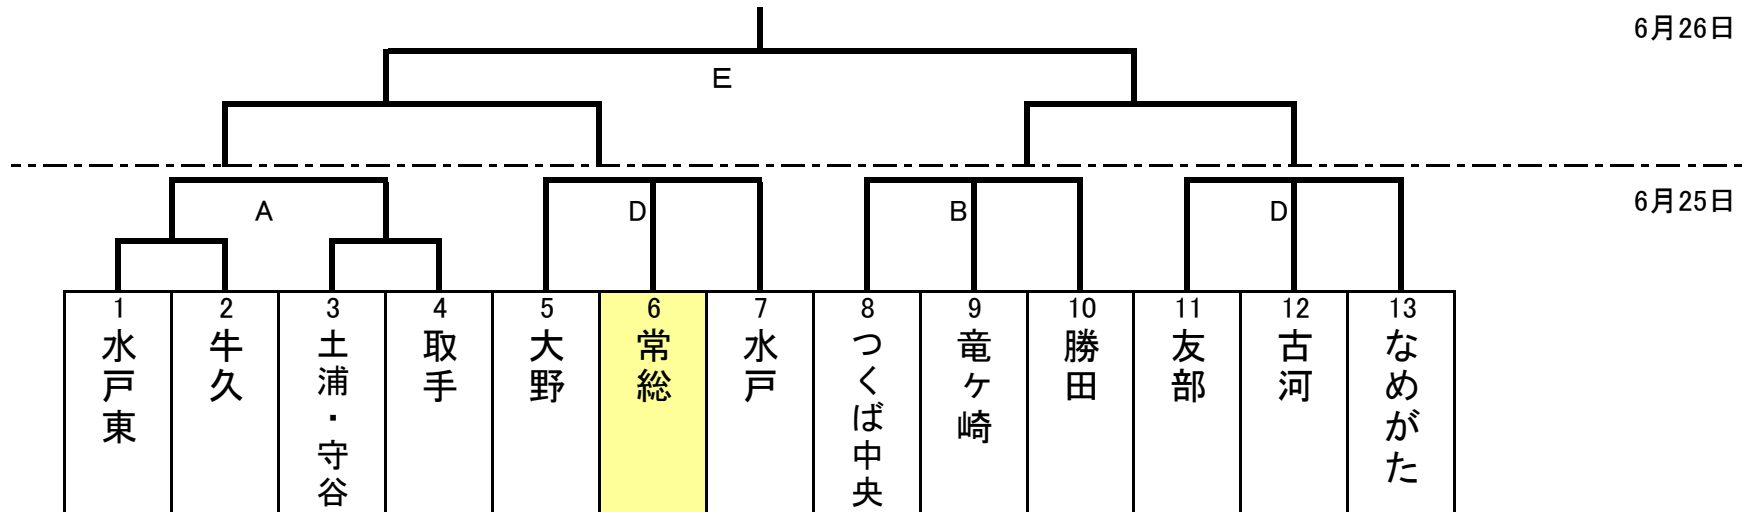 6月26日
E
6月25日
A
D
B
D
1
水戸東
2
牛久
3
土浦・守谷
4
取手
5
大野
6
常総
7
水戸
8
つくば中央
9
竜ヶ崎
10
勝田
11
友部
12
古河
13
なめがた